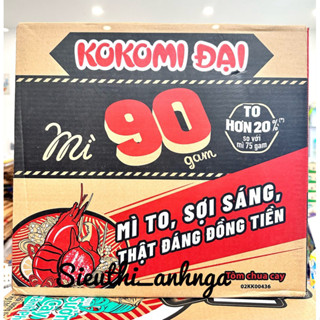 KOKOMI ĐẠI
mì 90 gam
TO
HƠN 20%(*)
so với
mì 75 gam
MÌ TO, SỢI SÁNG,
THẬT ĐÁNG ĐỒNG TIỀN
Sieuthi_anhnga
Tôm chua cay
02KK00436